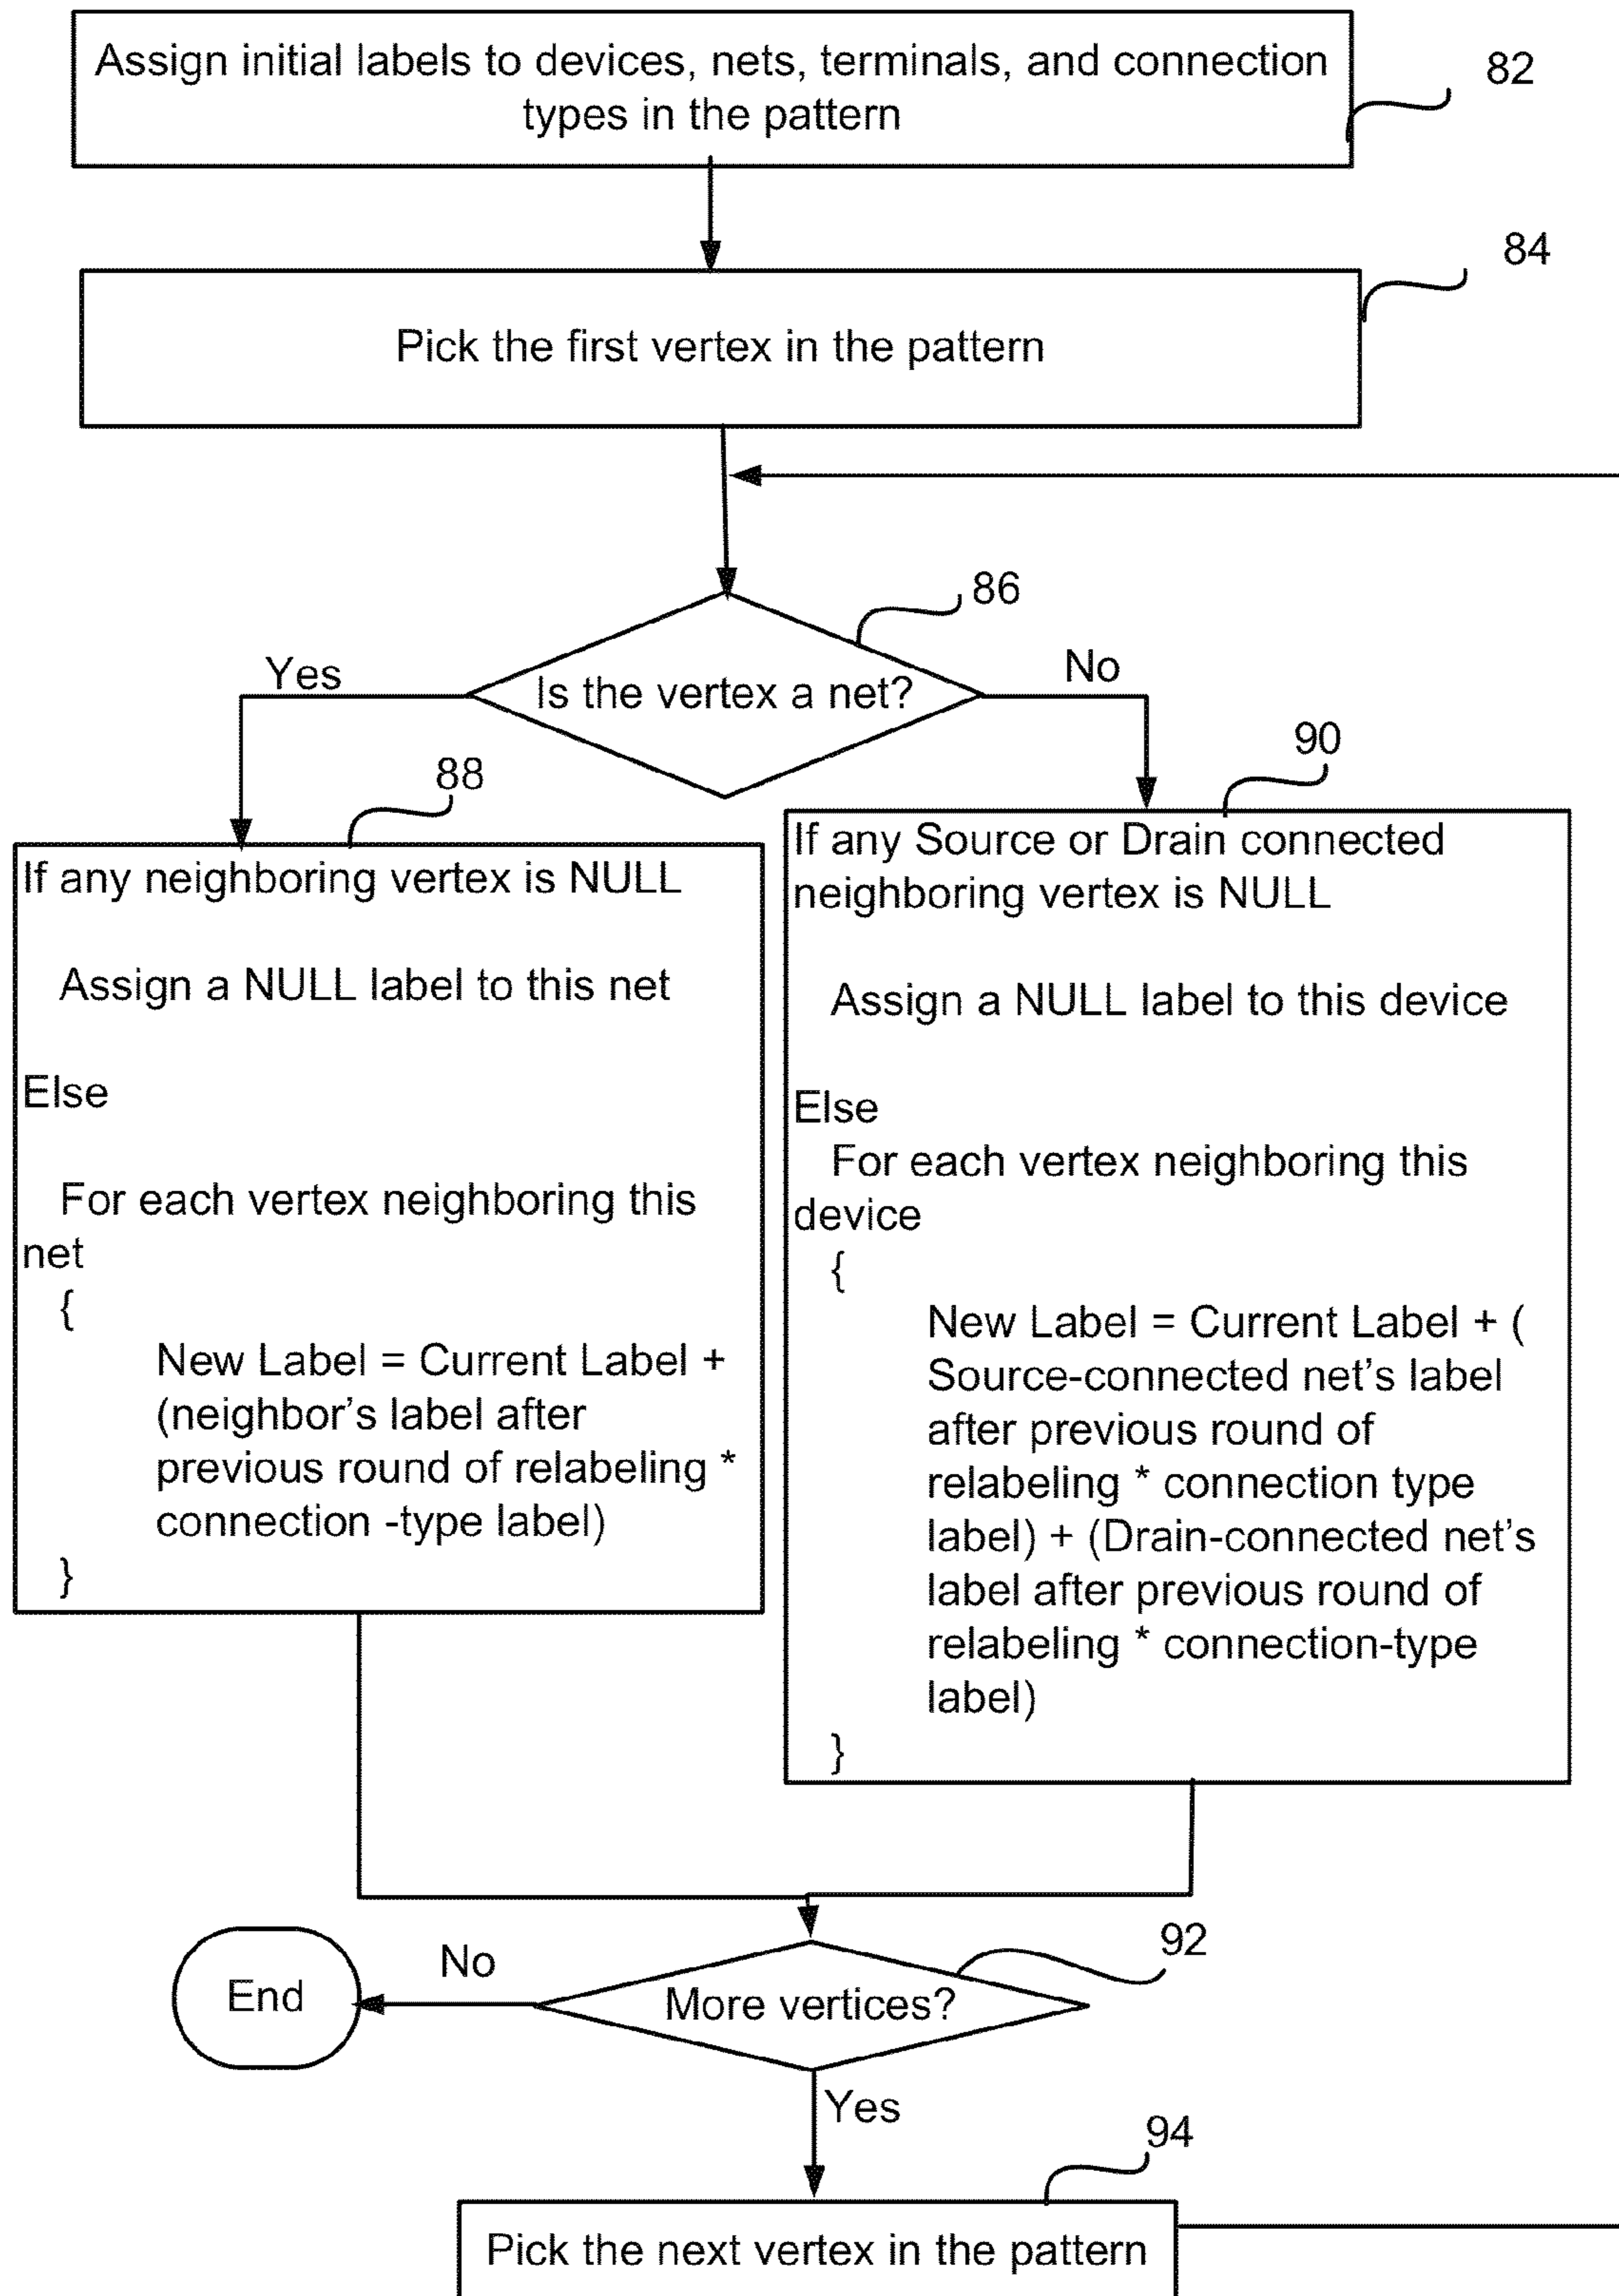 Assign initial labels to devices, nets, terminals, and connection
types in the pattern
82
84
Pick the first vertex in the pattern
86
Yes
Is the vertex a net?
No
88
90
If any neighboring vertex is NULL
Assign a NULL label to this net
Else
For each vertex neighboring this
net
{
New Label = Current Label +
(neighbor's label after
previous round of relabeling *
connection -type label)
}
If any Source or Drain connected
neighboring vertex is NULL
Assign a NULL label to this device
Else
For each vertex neighboring this
device
{
New Label = Current Label + (
Source-connected net's label
after previous round of
relabeling * connection type
label) + (Drain-connected net's
label after previous round of
relabeling * connection-type
label)
}
92
No
End
More vertices?
Yes
94
Pick the next vertex in the pattern